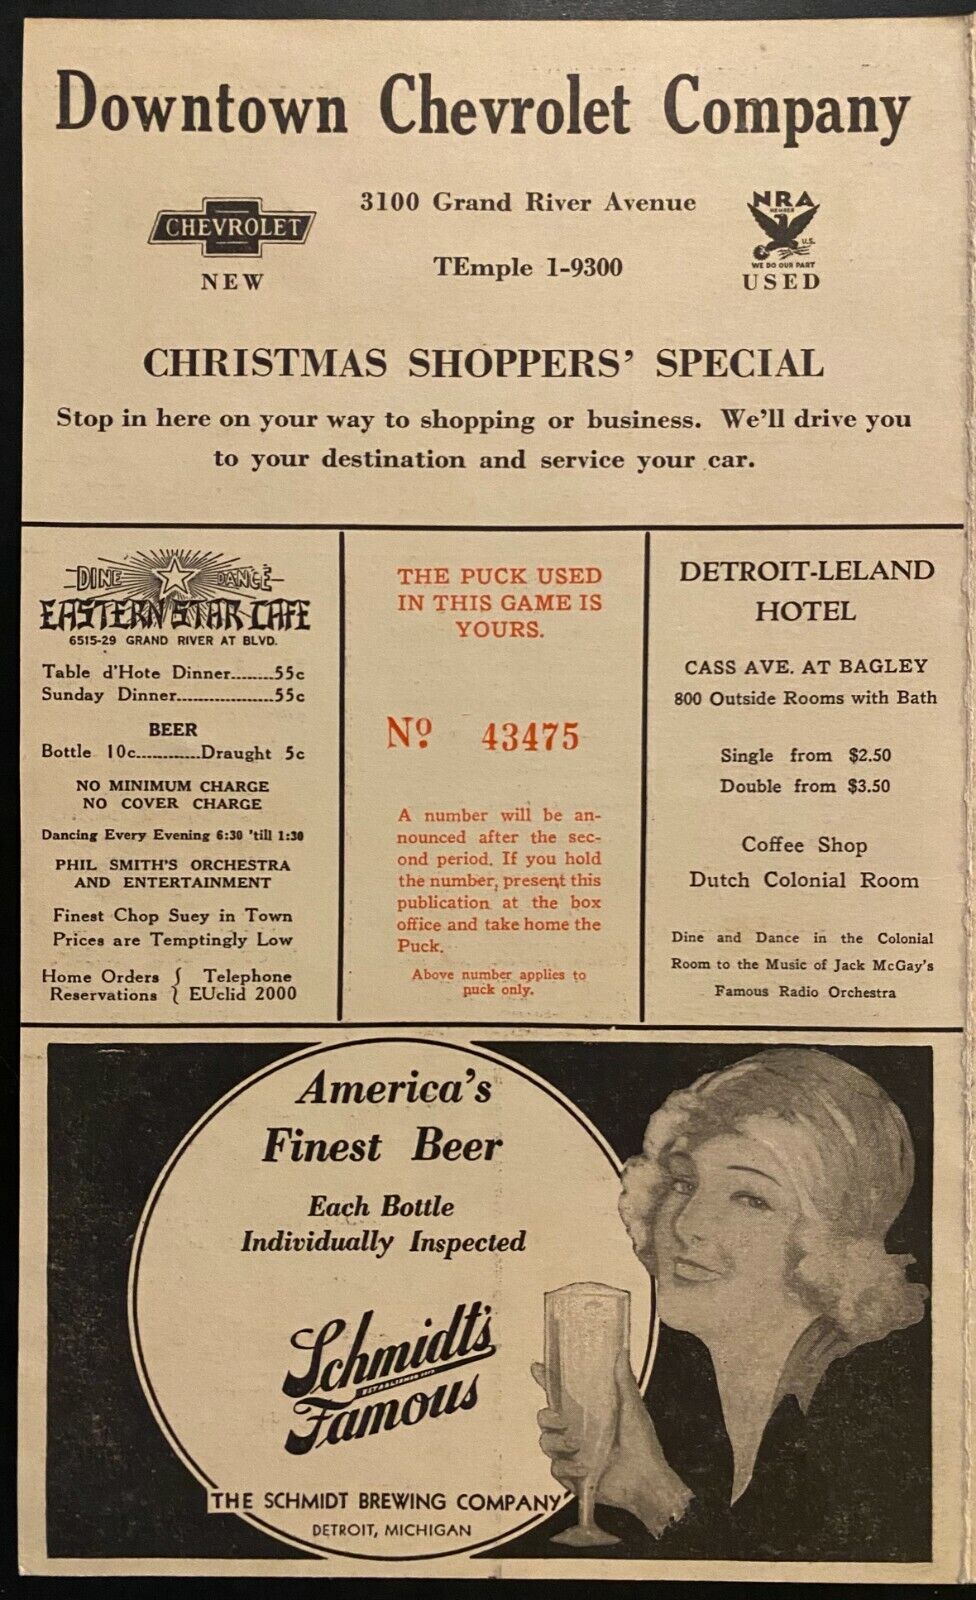 Downtown Chevrolet Company
CHEVROLET
NEW
3100 Grand River Avenue
TEmple 1-9300
NRA
MEMBER
U.S.
WE DO OUR PART
USED
CHRISTMAS SHOPPERS' SPECIAL
Stop in here on your way to shopping or business. We'll drive you
to your destination and service your car.
DINE DANCE
EASTERN STAR CAFE
6515-29 GRAND RIVER AT BLVD.
Table d'Hote Dinner........55c
Sunday Dinner...................55c
BEER
Bottle 10c............Draught 5c
NO MINIMUM CHARGE
NO COVER CHARGE
Dancing Every Evening 6:30 'till 1:30
PHIL SMITH'S ORCHESTRA
AND ENTERTAINMENT
Finest Chop Suey in Town
Prices are Temptingly Low
Home Orders { Telephone
Reservations { EUclid 2000
THE PUCK USED
IN THIS GAME IS
YOURS.
Nº 43475
A number will be an-
nounced after the sec-
ond period. If you hold
the number, present this
publication at the box
office and take home the
Puck.
Above number applies to
puck only.
DETROIT-LELAND
HOTEL
CASS AVE. AT BAGLEY
800 Outside Rooms with Bath
Single from $2.50
Double from $3.50
Coffee Shop
Dutch Colonial Room
Dine and Dance in the Colonial
Room to the Music of Jack McGay's
Famous Radio Orchestra
America's
Finest Beer
Each Bottle
Individually Inspected
Schmidt's
Famous
THE SCHMIDT BREWING COMPANY
DETROIT, MICHIGAN